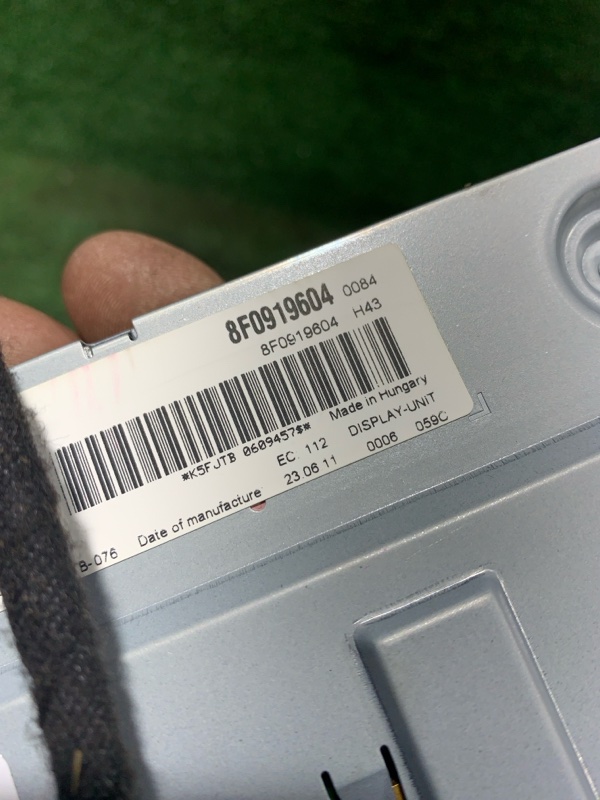 8F0919604 0084
8F0919604 H43
*K5FJTB 0609457$*
Made in Hungary
EC: 112 DISPLAY-UNIT
Date of manufacture 23.06.11 0006 059C
8-076